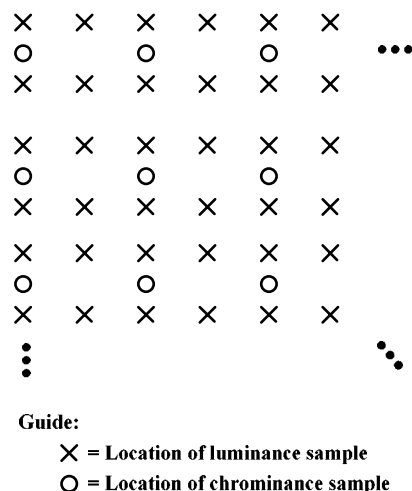 Guide:
= Location of luminance sample
= Location of chrominance sample